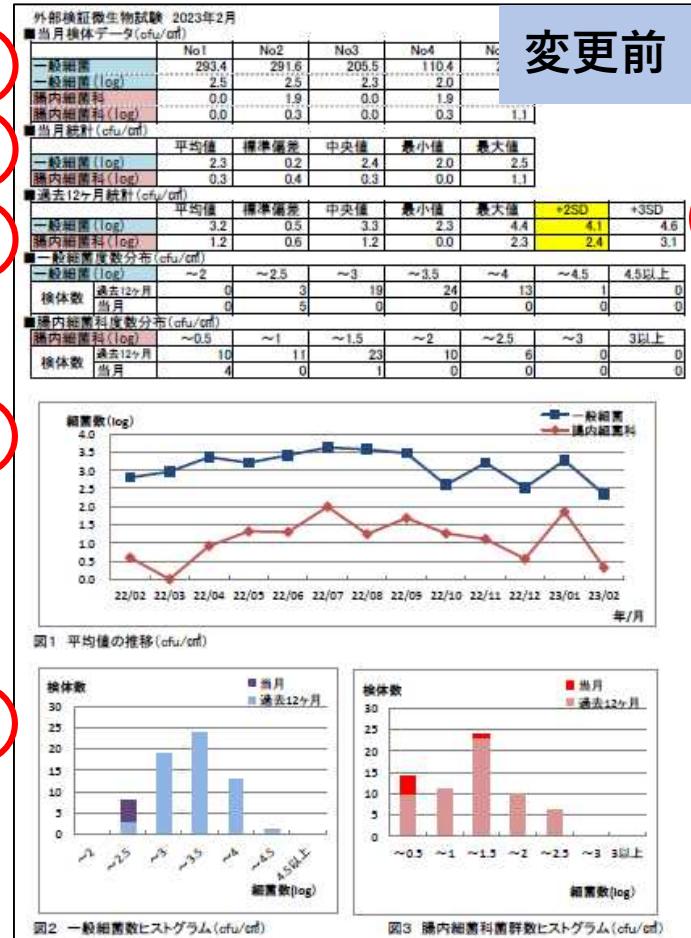 外部検証微生物試験 2023年2月
変更前
■当月検体データ(cfu/c㎡)
No1 No2 No3 No4
一般細菌 293.4 291.6 205.5 110.4
一般細菌(log) 2.5 2.5 2.3 2.0
腸内細菌科 0.0 1.9 0.0 1.9
腸内細菌科(log) 0.0 0.3 0.0 0.3 1.1
■当月統計(cfu/c㎡)
平均値 標準偏差 中央値 最小値 最大値
一般細菌(log) 2.3 0.2 2.4 2.0 2.5
腸内細菌科(log) 0.3 0.4 0.3 0.0 1.1
■過去12ヶ月統計(cfu/c㎡)
平均値 標準偏差 中央値 最小値 最大値 +2SD +3SD
一般細菌(log) 3.2 0.5 3.3 2.3 4.4 4.1 4.6
腸内細菌科(log) 1.2 0.6 1.2 0.0 2.3 2.4 3.1
■一般細菌度数分布(cfu/c㎡)
一般細菌(log) ～2 ～2.5 ～3 ～3.5 ～4 ～4.5 4.5以上
検体数 過去12ヶ月 0 3 19 24 13 1 0
当月 0 5 0 0 0 0 0
■腸内細菌科度数分布(cfu/c㎡)
腸内細菌科(log) ～0.5 ～1 ～1.5 ～2 ～2.5 ～3 3以上
検体数 過去12ヶ月 10 11 23 10 6 0 0
当月 4 0 1 0 0 0 0
細菌数(log)
一般細菌
腸内細菌科
4.0
3.5
3.0
2.5
2.0
1.5
1.0
0.5
0.0
22/02 22/03 22/04 22/05 22/06 22/07 22/08 22/09 22/10 22/11 22/12 23/01 23/02
年/月
図1 平均値の推移(cfu/c㎡)
検体数
当月
過去12ヶ月
30
25
20
15
10
5
0
～2 ～2.5 ～3 ～3.5 ～4 ～4.5 4.5以上
細菌数(log)
図2 一般細菌数ヒストグラム(cfu/c㎡)
検体数
当月
過去12ヶ月
30
25
20
15
10
5
0
～0.5 ～1 ～1.5 ～2 ～2.5 ～3 3以上
細菌数(log)
図3 腸内細菌科菌群数ヒストグラム(cfu/c㎡)